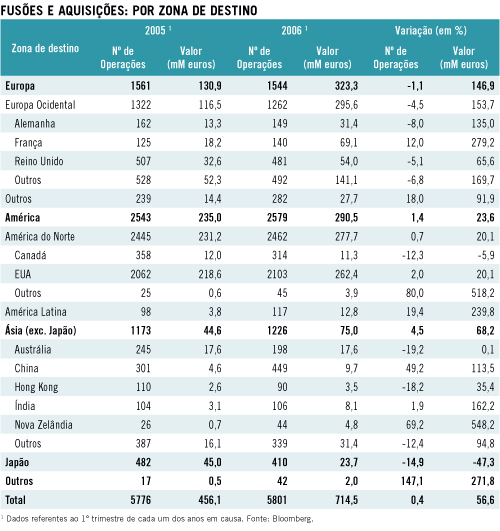 FUSÕES E AQUISIÇÕES: POR ZONA DE DESTINO
Zona de destino 2005 ¹ 2006 ¹ Variação (em %)
Nº de Operações Valor (mM euros) Nº de Operações Valor (mM euros) Nº de Operações Valor (mM euros)
Europa 1561 130,9 1544 323,3 -1,1 146,9
Europa Ocidental 1322 116,5 1262 295,6 -4,5 153,7
Alemanha 162 13,3 149 31,4 -8,0 135,0
França 125 18,2 140 69,1 12,0 279,2
Reino Unido 507 32,6 481 54,0 -5,1 65,6
Outros 528 52,3 492 141,1 -6,8 169,7
Outros 239 14,4 282 27,7 18,0 91,9
América 2543 235,0 2579 290,5 1,4 23,6
América do Norte 2445 231,2 2462 277,7 0,7 20,1
Canadá 358 12,0 314 11,3 -12,3 -5,9
EUA 2062 218,6 2103 262,4 2,0 20,1
Outros 25 0,6 45 3,9 80,0 518,2
América Latina 98 3,8 117 12,8 19,4 239,8
Ásia (exc. Japão) 1173 44,6 1226 75,0 4,5 68,2
Austrália 245 17,6 198 17,6 -19,2 0,1
China 301 4,6 449 9,7 49,2 113,5
Hong Kong 110 2,6 90 3,5 -18,2 35,4
Índia 104 3,1 106 8,1 1,9 162,2
Nova Zelândia 26 0,7 44 4,8 69,2 548,2
Outros 387 16,1 339 31,4 -12,4 94,8
Japão 482 45,0 410 23,7 -14,9 -47,3
Outros 17 0,5 42 2,0 147,1 271,8
Total 5776 456,1 5801 714,5 0,4 56,6
¹ Dados referentes ao 1º trimestre de cada um dos anos em causa. Fonte: Bloomberg.